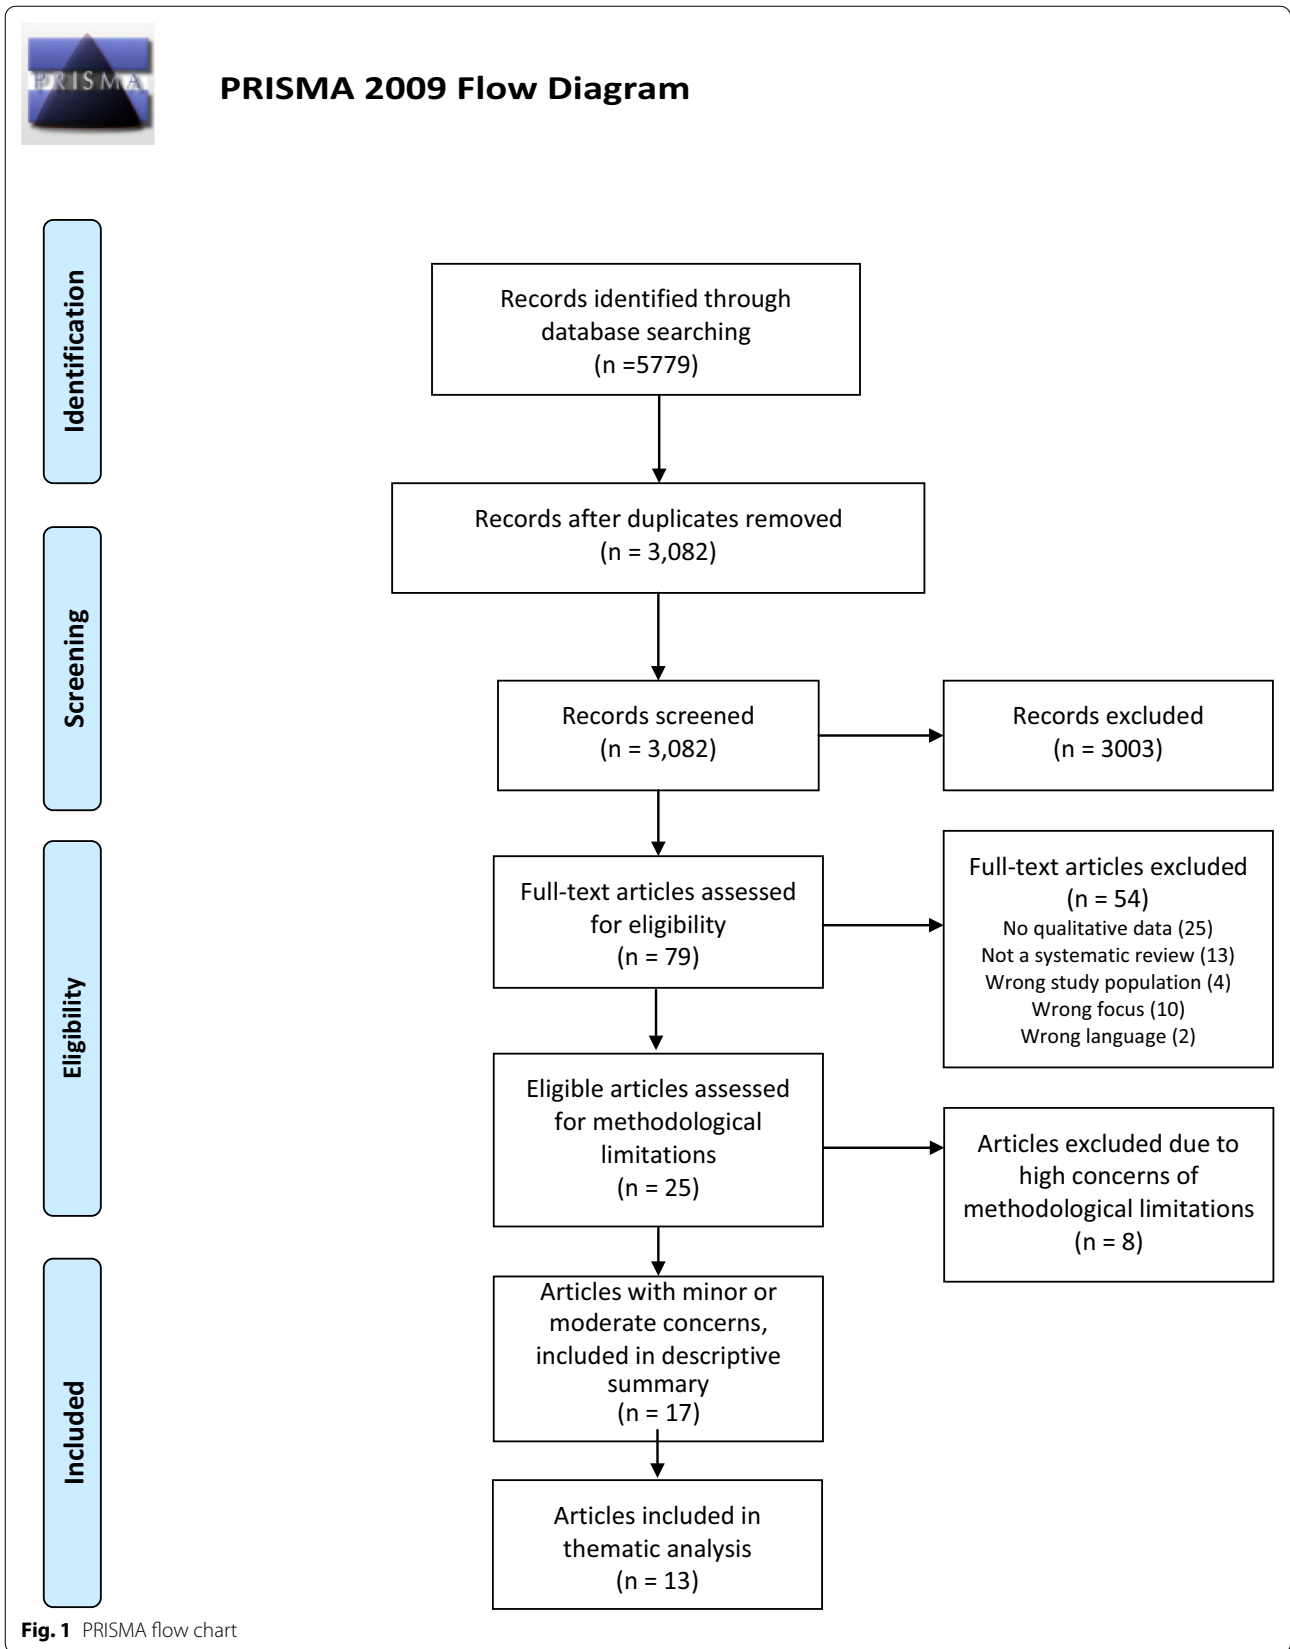 PRISMA
PRISMA 2009 Flow Diagram
Identification
Records identified through
database searching
(n =5779)
Records after duplicates removed
(n = 3,082)
Screening
Records screened
(n = 3,082)
Records excluded
(n = 3003)
Eligibility
Full-text articles assessed
for eligibility
(n = 79)
Full-text articles excluded
(n = 54)
No qualitative data (25)
Not a systematic review (13)
Wrong study population (4)
Wrong focus (10)
Wrong language (2)
Eligible articles assessed
for methodological
limitations
(n = 25)
Articles excluded due to
high concerns of
methodological limitations
(n = 8)
Included
Articles with minor or
moderate concerns,
included in descriptive
summary
(n = 17)
Articles included in
thematic analysis
(n = 13)
Fig. 1 PRISMA flow chart